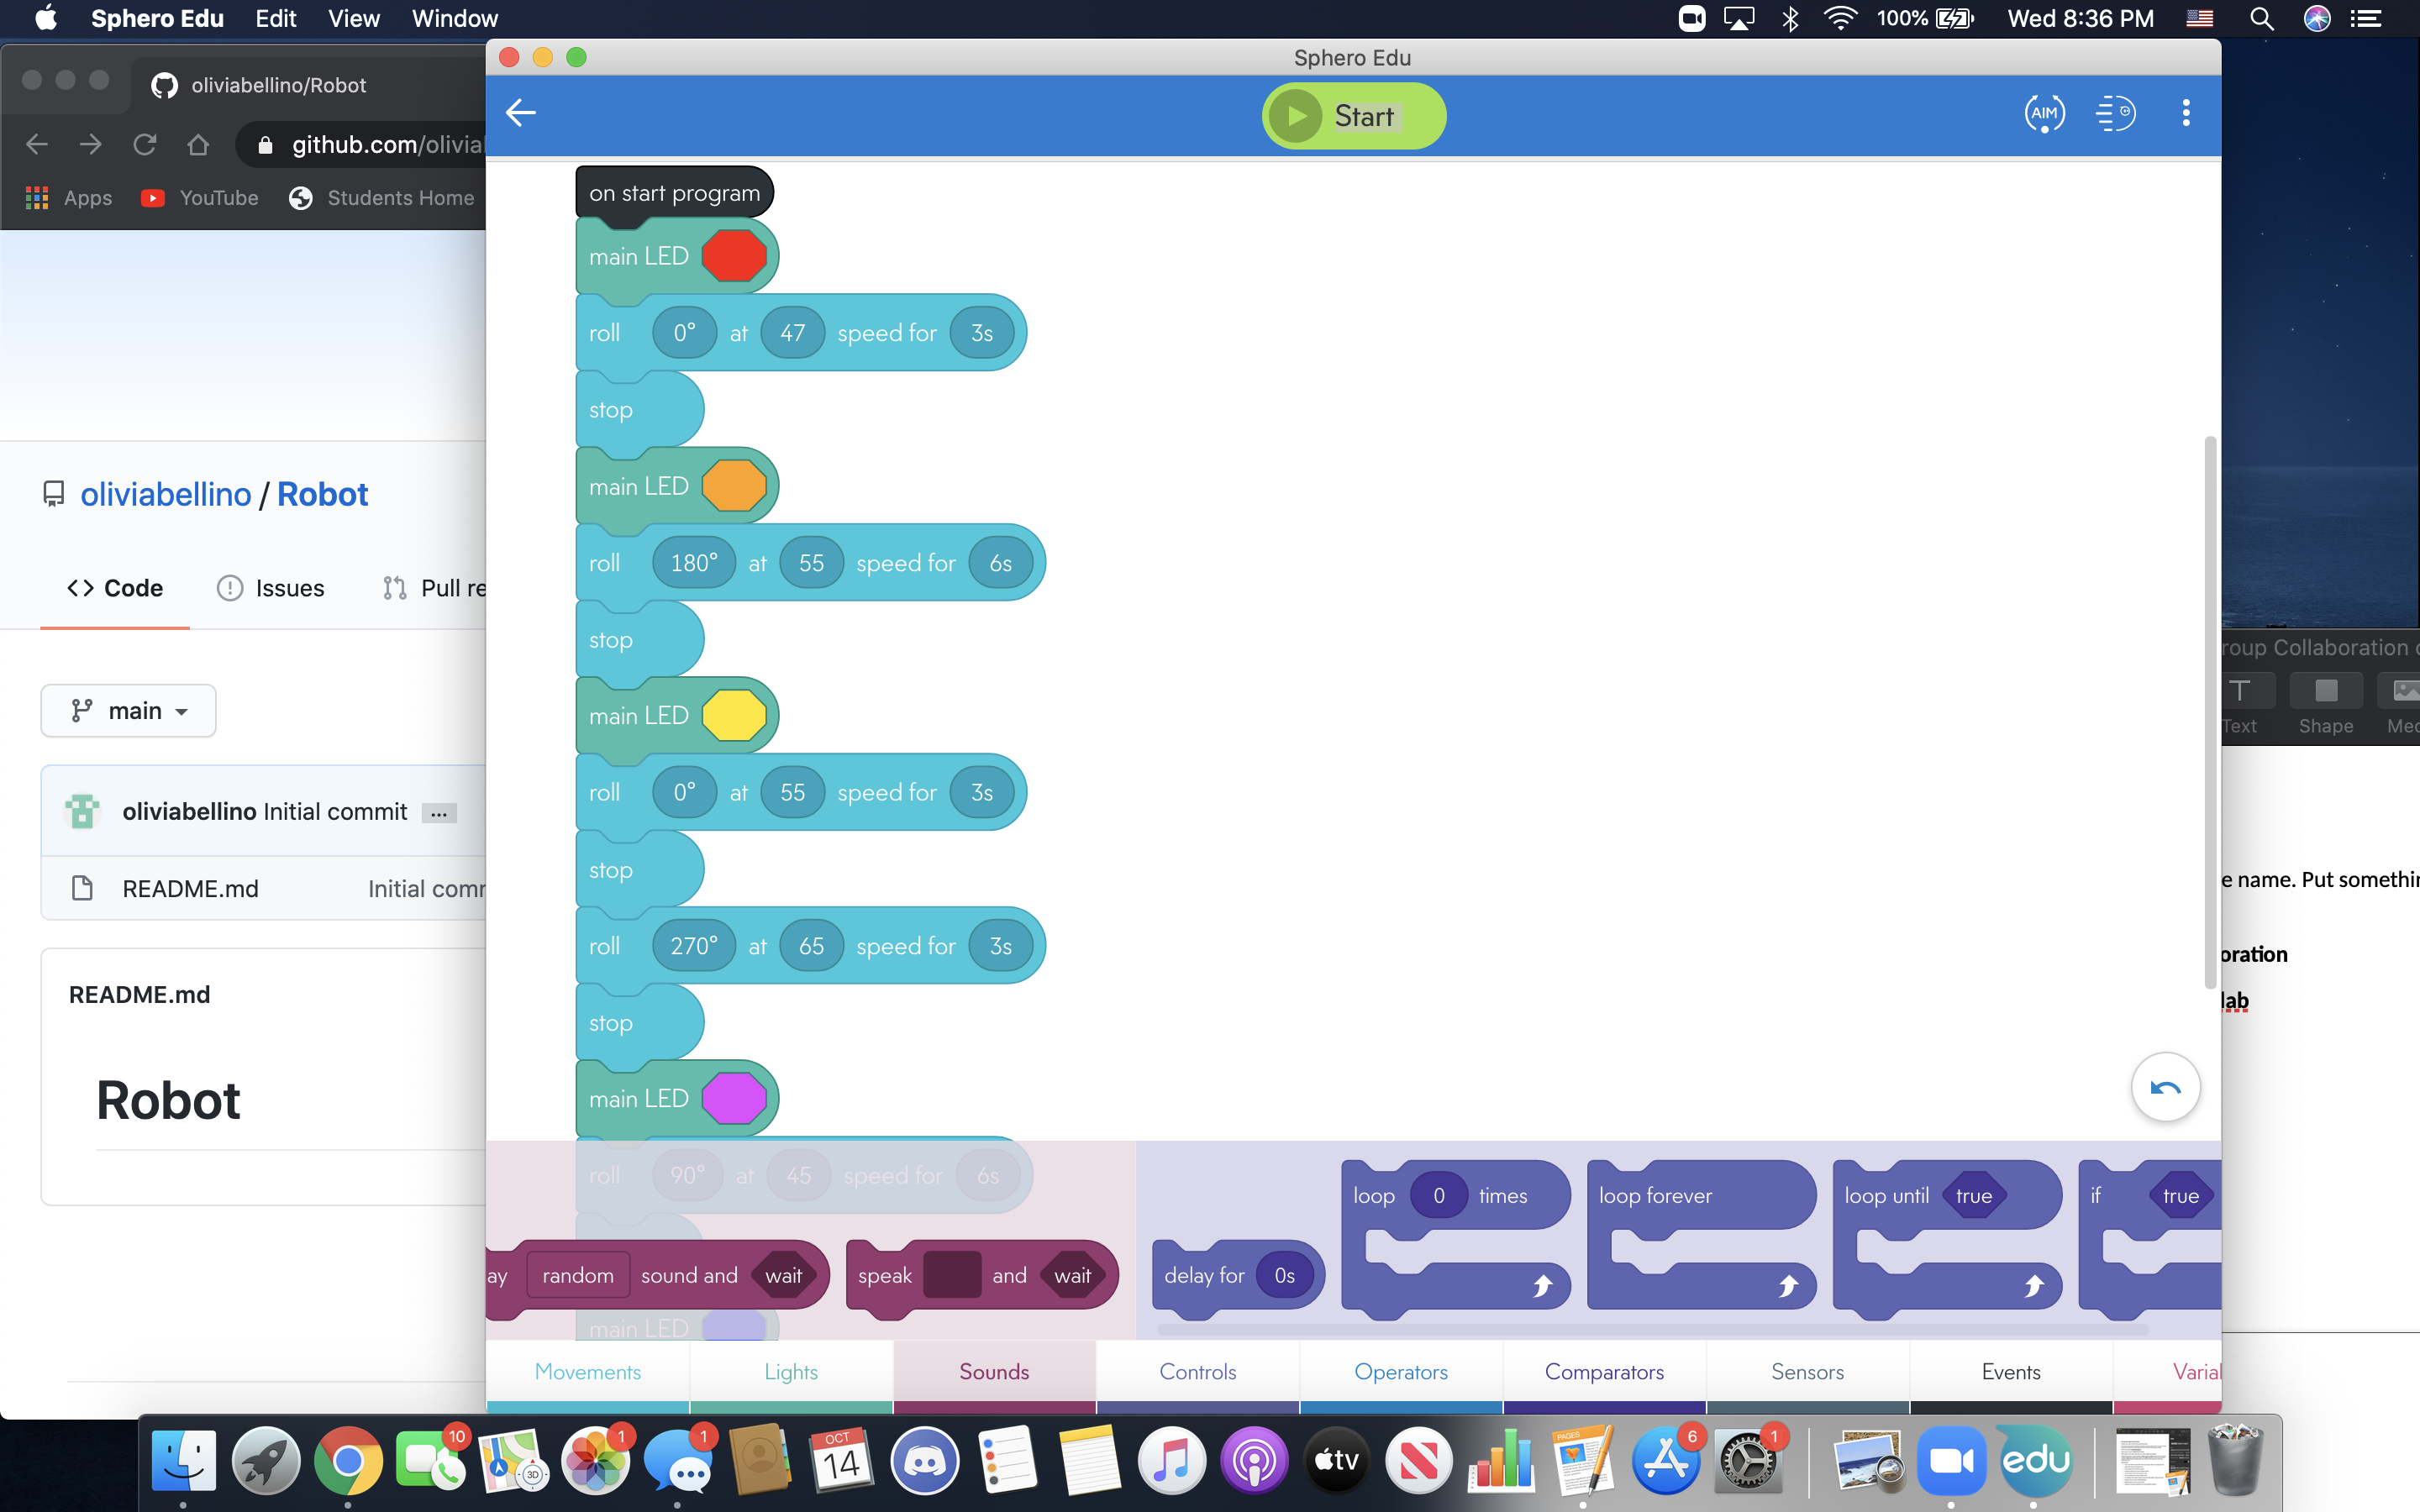 Sphero Edu Edit View Window 100% Wed 8:36 PM
Sphero Edu
oliviabellino/Robot
Start
AIM
github.com/olivial
Apps YouTube Students Home
on start program
main LED
roll 0° at 47 speed for 3s
stop
main LED
roll 180° at 55 speed for 6s
stop
main LED
roll 0° at 55 speed for 3s
stop
roll 270° at 65 speed for 3s
stop
main LED
roll 90° at 45 speed for 6s
main LED
oliviabellino / Robot
Code Issues Pull re
main
oliviabellino Initial commit ...
README.md Initial comm
README.md
Robot
roup Collaboration
Text Shape Med
e name. Put somethin
oration
lab
ay random sound and wait
speak and wait
delay for 0s
loop 0 times
loop forever
loop until true
if true
Movements Lights Sounds Controls Operators Comparators Sensors Events Varial
10 3D 1 1 OCT 14 tv PAGES 6 1 edu